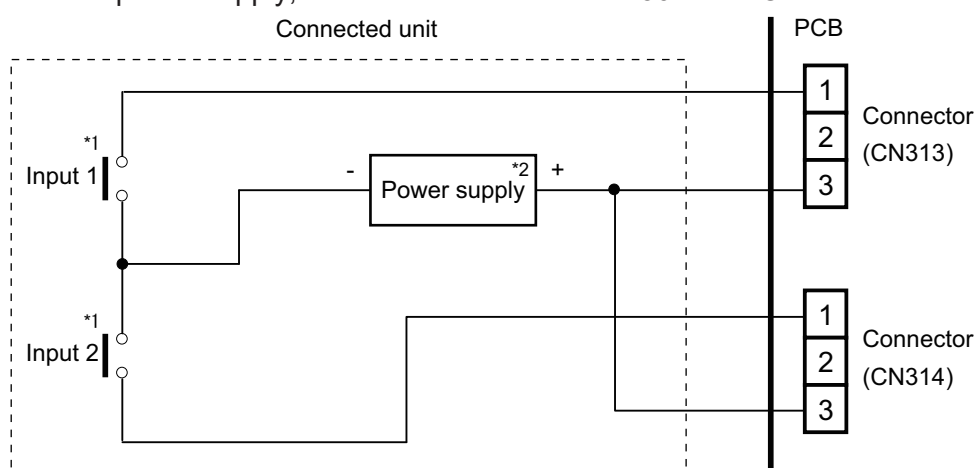 Connected unit
PCB
1
2
3
Connector
(CN313)
*1
Input 1
- Power supply *2 +
*1
Input 2
1
2
3
Connector
(CN314)